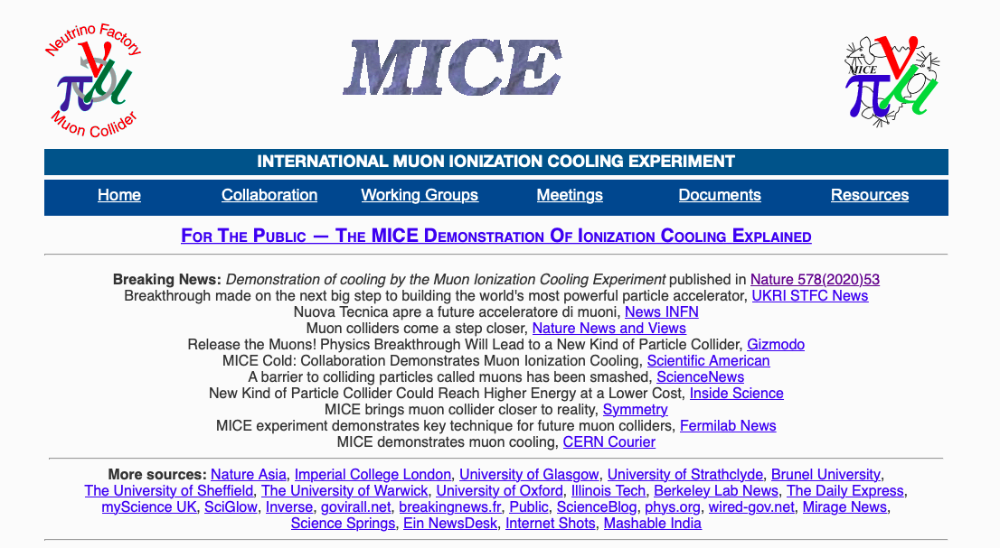 Neutrino Factory
ν
π μ
Muon Collider
MICE
MICE
ν
π μ
INTERNATIONAL MUON IONIZATION COOLING EXPERIMENT
Home Collaboration Working Groups Meetings Documents Resources
For The Public — The MICE Demonstration Of Ionization Cooling Explained
Breaking News: Demonstration of cooling by the Muon Ionization Cooling Experiment published in Nature 578(2020)53
Breakthrough made on the next big step to building the world's most powerful particle accelerator, UKRI STFC News
Nuova Tecnica apre a future acceleratore di muoni, News INFN
Muon colliders come a step closer, Nature News and Views
Release the Muons! Physics Breakthrough Will Lead to a New Kind of Particle Collider, Gizmodo
MICE Cold: Collaboration Demonstrates Muon Ionization Cooling, Scientific American
A barrier to colliding particles called muons has been smashed, ScienceNews
New Kind of Particle Collider Could Reach Higher Energy at a Lower Cost, Inside Science
MICE brings muon collider closer to reality, Symmetry
MICE experiment demonstrates key technique for future muon colliders, Fermilab News
MICE demonstrates muon cooling, CERN Courier
More sources: Nature Asia, Imperial College London, University of Glasgow, University of Strathclyde, Brunel University,
The University of Sheffield, The University of Warwick, University of Oxford, Illinois Tech, Berkeley Lab News, The Daily Express,
myScience UK, SciGlow, Inverse, govirall.net, breakingnews.fr, Public, ScienceBlog, phys.org, wired-gov.net, Mirage News,
Science Springs, Ein NewsDesk, Internet Shots, Mashable India